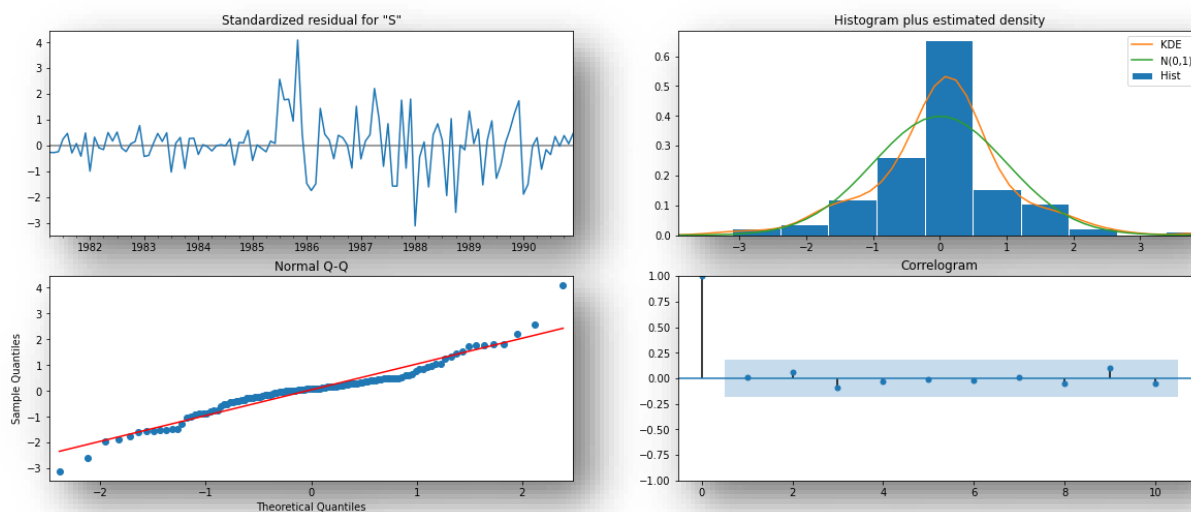 Standardized residual for "S"
4
3
2
1
0
−1
−2
−3
1982 1983 1984 1985 1986 1987 1988 1989 1990
Histogram plus estimated density
KDE
N(0,1)
Hist
0.6
0.5
0.4
0.3
0.2
0.1
0.0
−3 −2 −1 0 1 2 3
Normal Q-Q
Sample Quantiles
4
3
2
1
0
−1
−2
−3
−2 −1 0 1 2
Theoretical Quantiles
Correlogram
1.00
0.75
0.50
0.25
0.00
−0.25
−0.50
−0.75
−1.00
0 2 4 6 8 10